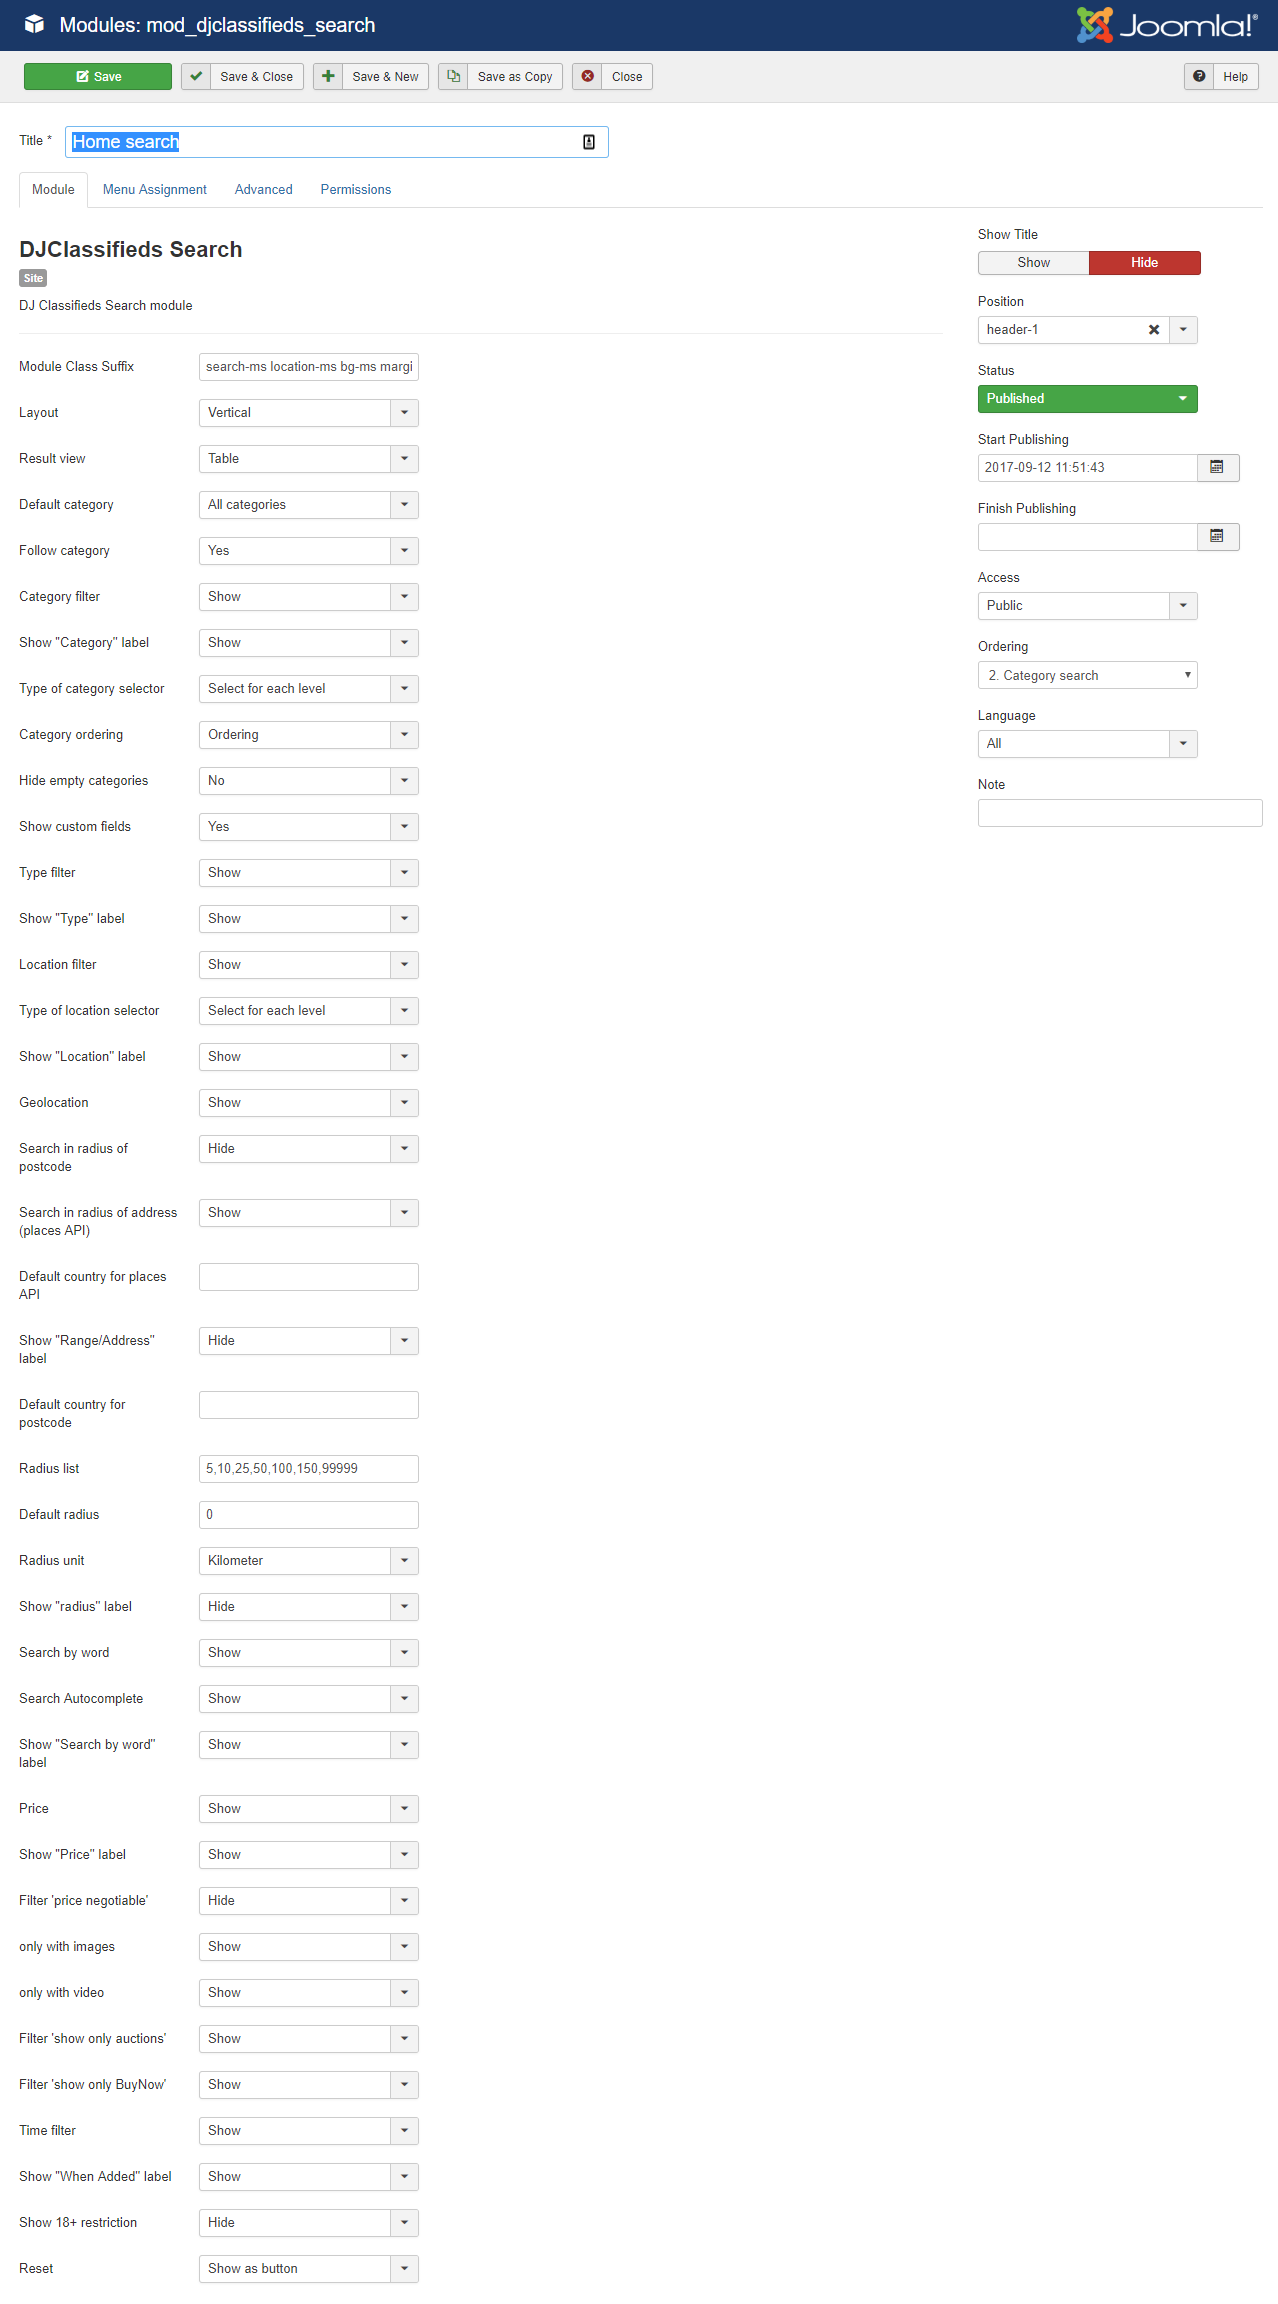 Modules: mod_djclassifieds_search
Joomla!®
Save
Save & Close
Save & New
Save as Copy
Close
Help
Title *
Home search
Module
Menu Assignment
Advanced
Permissions
DJClassifieds Search
Site
DJ Classifieds Search module
Module Class Suffix
search-ms location-ms bg-ms margi
Layout
Vertical
Result view
Table
Default category
All categories
Follow category
Yes
Category filter
Show
Show "Category" label
Show
Type of category selector
Select for each level
Category ordering
Ordering
Hide empty categories
No
Show custom fields
Yes
Type filter
Show
Show "Type" label
Show
Location filter
Show
Type of location selector
Select for each level
Show "Location" label
Show
Geolocation
Show
Search in radius of
postcode
Hide
Search in radius of address
(places API)
Show
Default country for places
API
Show "Range/Address"
label
Hide
Default country for
postcode
Radius list
5,10,25,50,100,150,99999
Default radius
0
Radius unit
Kilometer
Show "radius" label
Hide
Search by word
Show
Search Autocomplete
Show
Show "Search by word"
label
Show
Price
Show
Show "Price" label
Show
Filter 'price negotiable'
Hide
only with images
Show
only with video
Show
Filter 'show only auctions'
Show
Filter 'show only BuyNow'
Show
Time filter
Show
Show "When Added" label
Show
Show 18+ restriction
Hide
Reset
Show as button
Show Title
Show
Hide
Position
header-1
Status
Published
Start Publishing
2017-09-12 11:51:43
Finish Publishing
Access
Public
Ordering
2. Category search
Language
All
Note